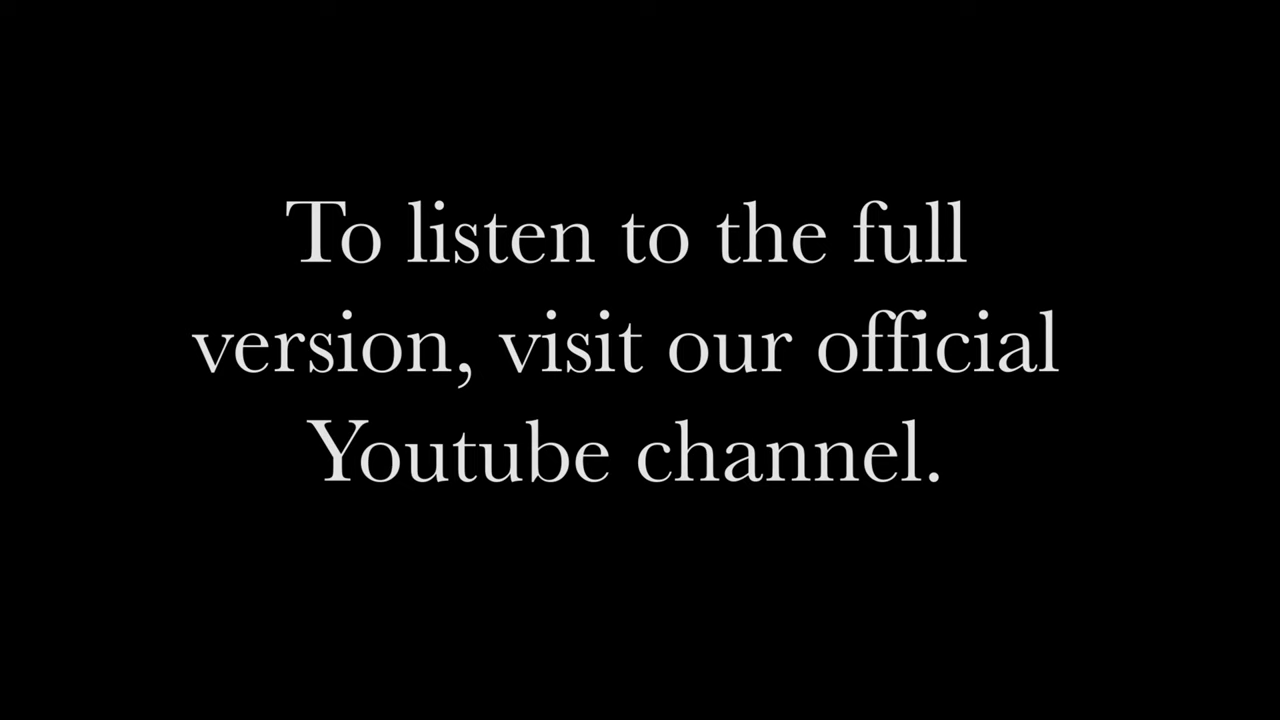 To listen to the full
version, visit our official
Youtube channel.